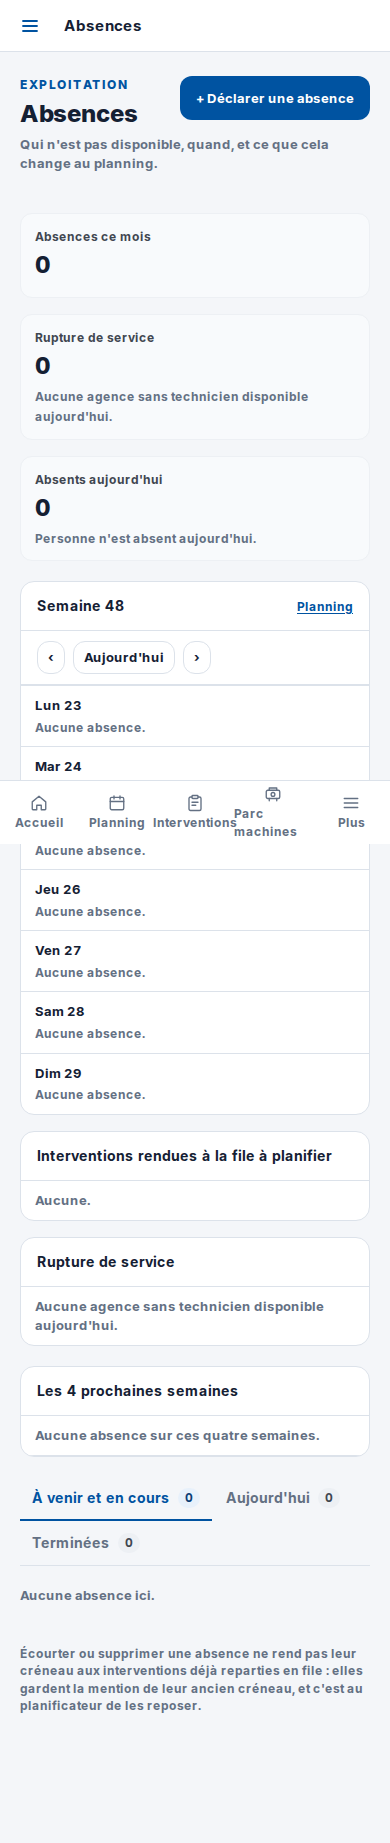 Absences
EXPLOITATION
Absences
+ Déclarer une absence
Qui n'est pas disponible, quand, et ce que cela
change au planning.
Absences ce mois
0
Rupture de service
0
Aucune agence sans technicien disponible
aujourd'hui.
Absents aujourd'hui
0
Personne n'est absent aujourd'hui.
Semaine 48
Planning
‹
Aujourd'hui
›
Lun 23
Aucune absence.
Mar 24
Accueil
Planning
Interventions
Parc
machines
Plus
Aucune absence.
Jeu 26
Aucune absence.
Ven 27
Aucune absence.
Sam 28
Aucune absence.
Dim 29
Aucune absence.
Interventions rendues à la file à planifier
Aucune.
Rupture de service
Aucune agence sans technicien disponible
aujourd'hui.
Les 4 prochaines semaines
Aucune absence sur ces quatre semaines.
À venir et en cours 0
Aujourd'hui 0
Terminées 0
Aucune absence ici.
Écourter ou supprimer une absence ne rend pas leur
créneau aux interventions déjà reparties en file : elles
gardent la mention de leur ancien créneau, et c'est au
planificateur de les reposer.